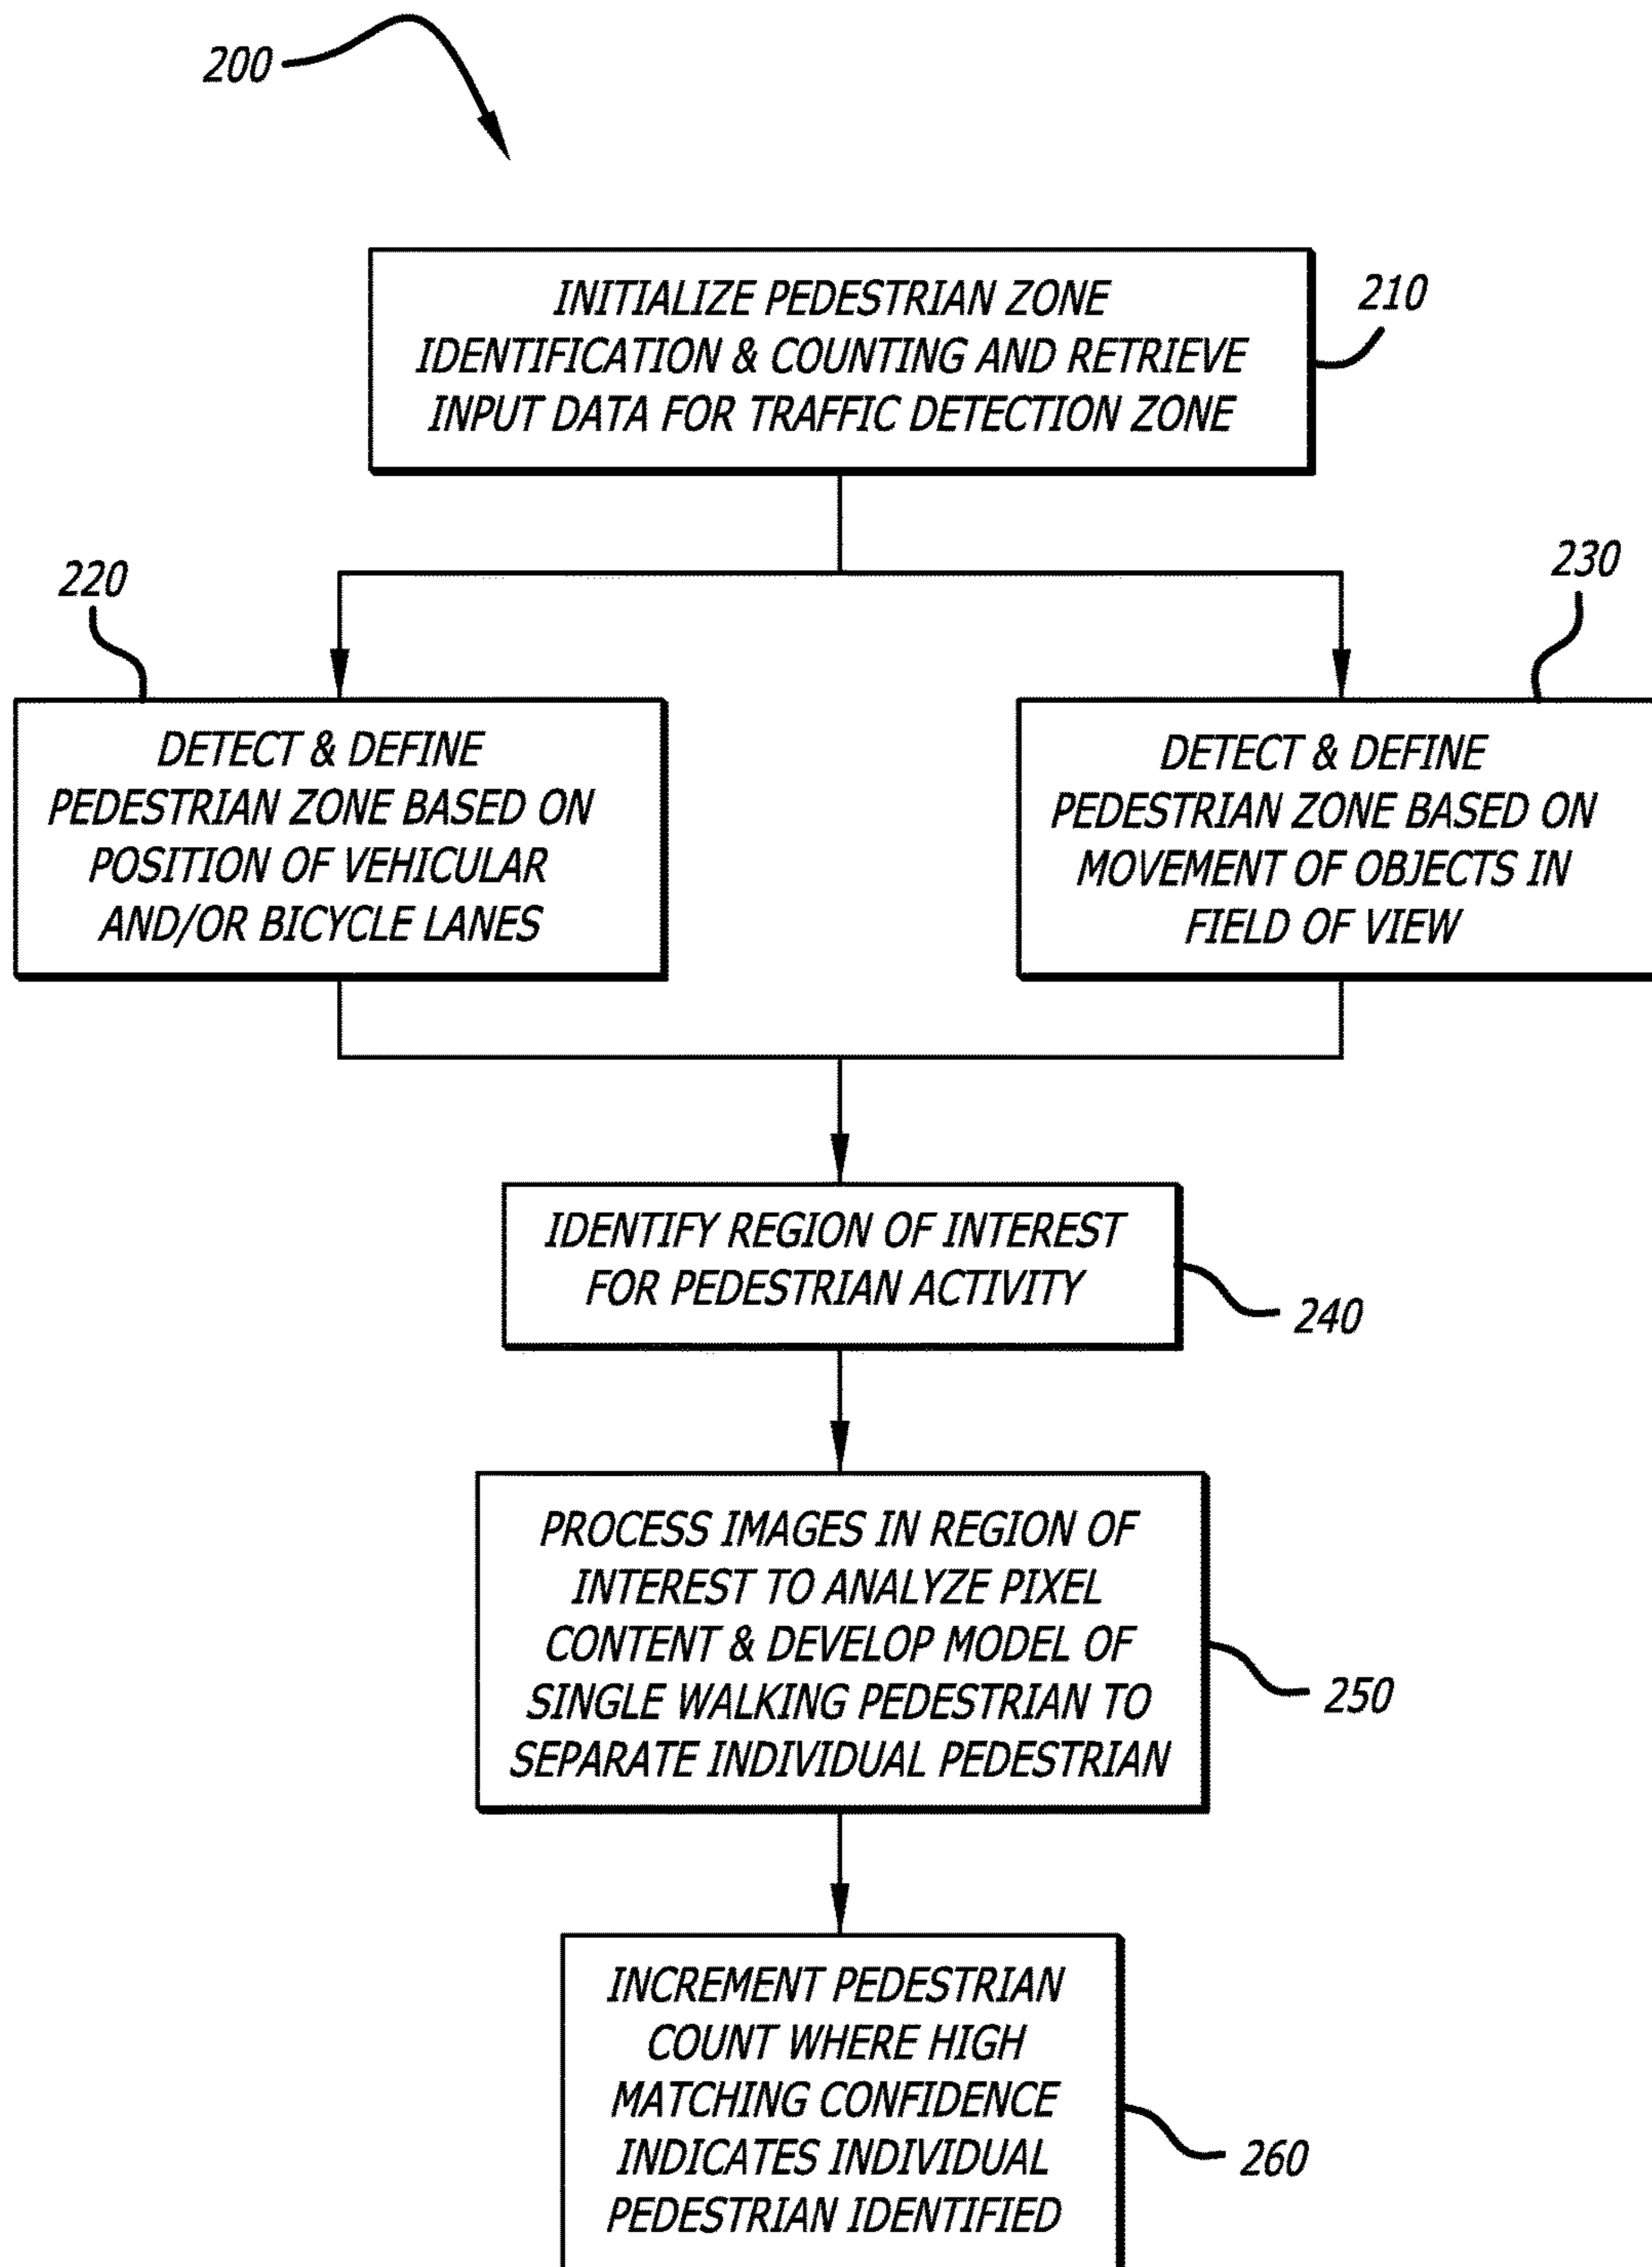 200
INITIALIZE PEDESTRIAN ZONE
IDENTIFICATION & COUNTING AND RETRIEVE
INPUT DATA FOR TRAFFIC DETECTION ZONE
210
220
DETECT & DEFINE
PEDESTRIAN ZONE BASED ON
POSITION OF VEHICULAR
AND/OR BICYCLE LANES
230
DETECT & DEFINE
PEDESTRIAN ZONE BASED ON
MOVEMENT OF OBJECTS IN
FIELD OF VIEW
IDENTIFY REGION OF INTEREST
FOR PEDESTRIAN ACTIVITY
240
PROCESS IMAGES IN REGION OF
INTEREST TO ANALYZE PIXEL
CONTENT & DEVELOP MODEL OF
SINGLE WALKING PEDESTRIAN TO
SEPARATE INDIVIDUAL PEDESTRIAN
250
INCREMENT PEDESTRIAN
COUNT WHERE HIGH
MATCHING CONFIDENCE
INDICATES INDIVIDUAL
PEDESTRIAN IDENTIFIED
260